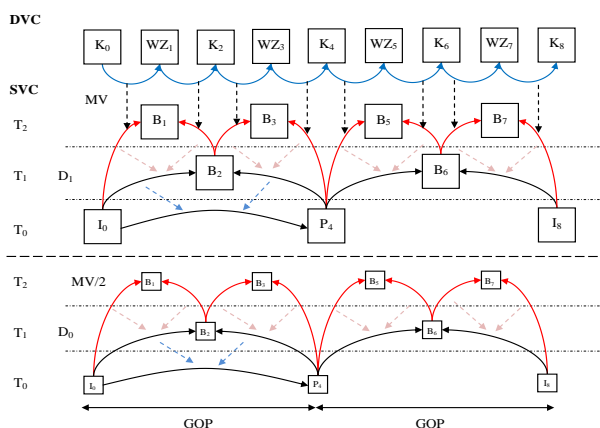 DVC
K0 WZ1 K2 WZ3 K4 WZ5 K6 WZ7 K8
SVC
MV
T2 B1 B3 B5 B7
T1 D1 B2 B6
T0 I0 P4 I8
T2 MV/2 B1 B3 B5 B7
T1 D0 B2 B6
T0 I0 P4 I8
GOP GOP